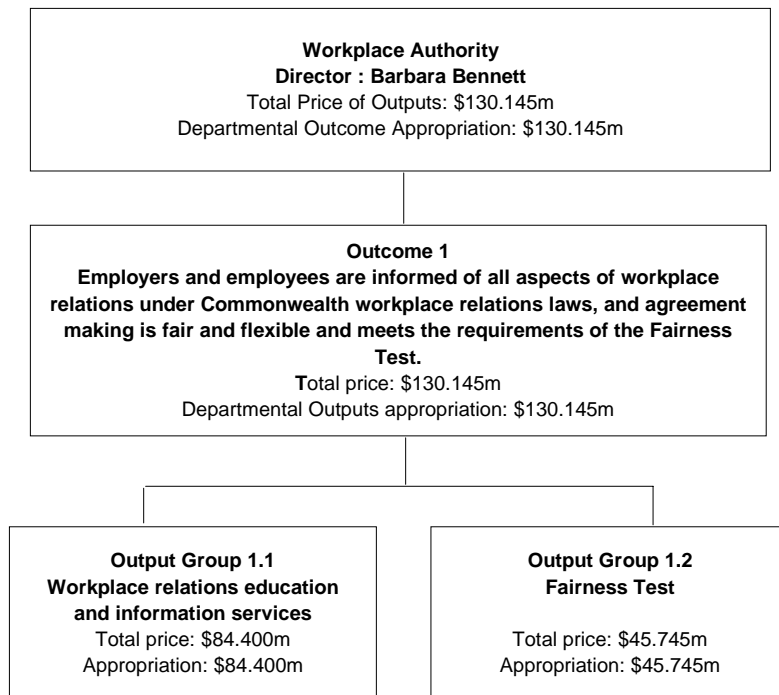 Workplace Authority
Director : Barbara Bennett
Total Price of Outputs: $130.145m
Departmental Outcome Appropriation: $130.145m
Outcome 1
Employers and employees are informed of all aspects of workplace
relations under Commonwealth workplace relations laws, and agreement
making is fair and flexible and meets the requirements of the Fairness
Test.
Total price: $130.145m
Departmental Outputs appropriation: $130.145m
Output Group 1.1
Workplace relations education
and information services
Total price: $84.400m
Appropriation: $84.400m
Output Group 1.2
Fairness Test
Total price: $45.745m
Appropriation: $45.745m